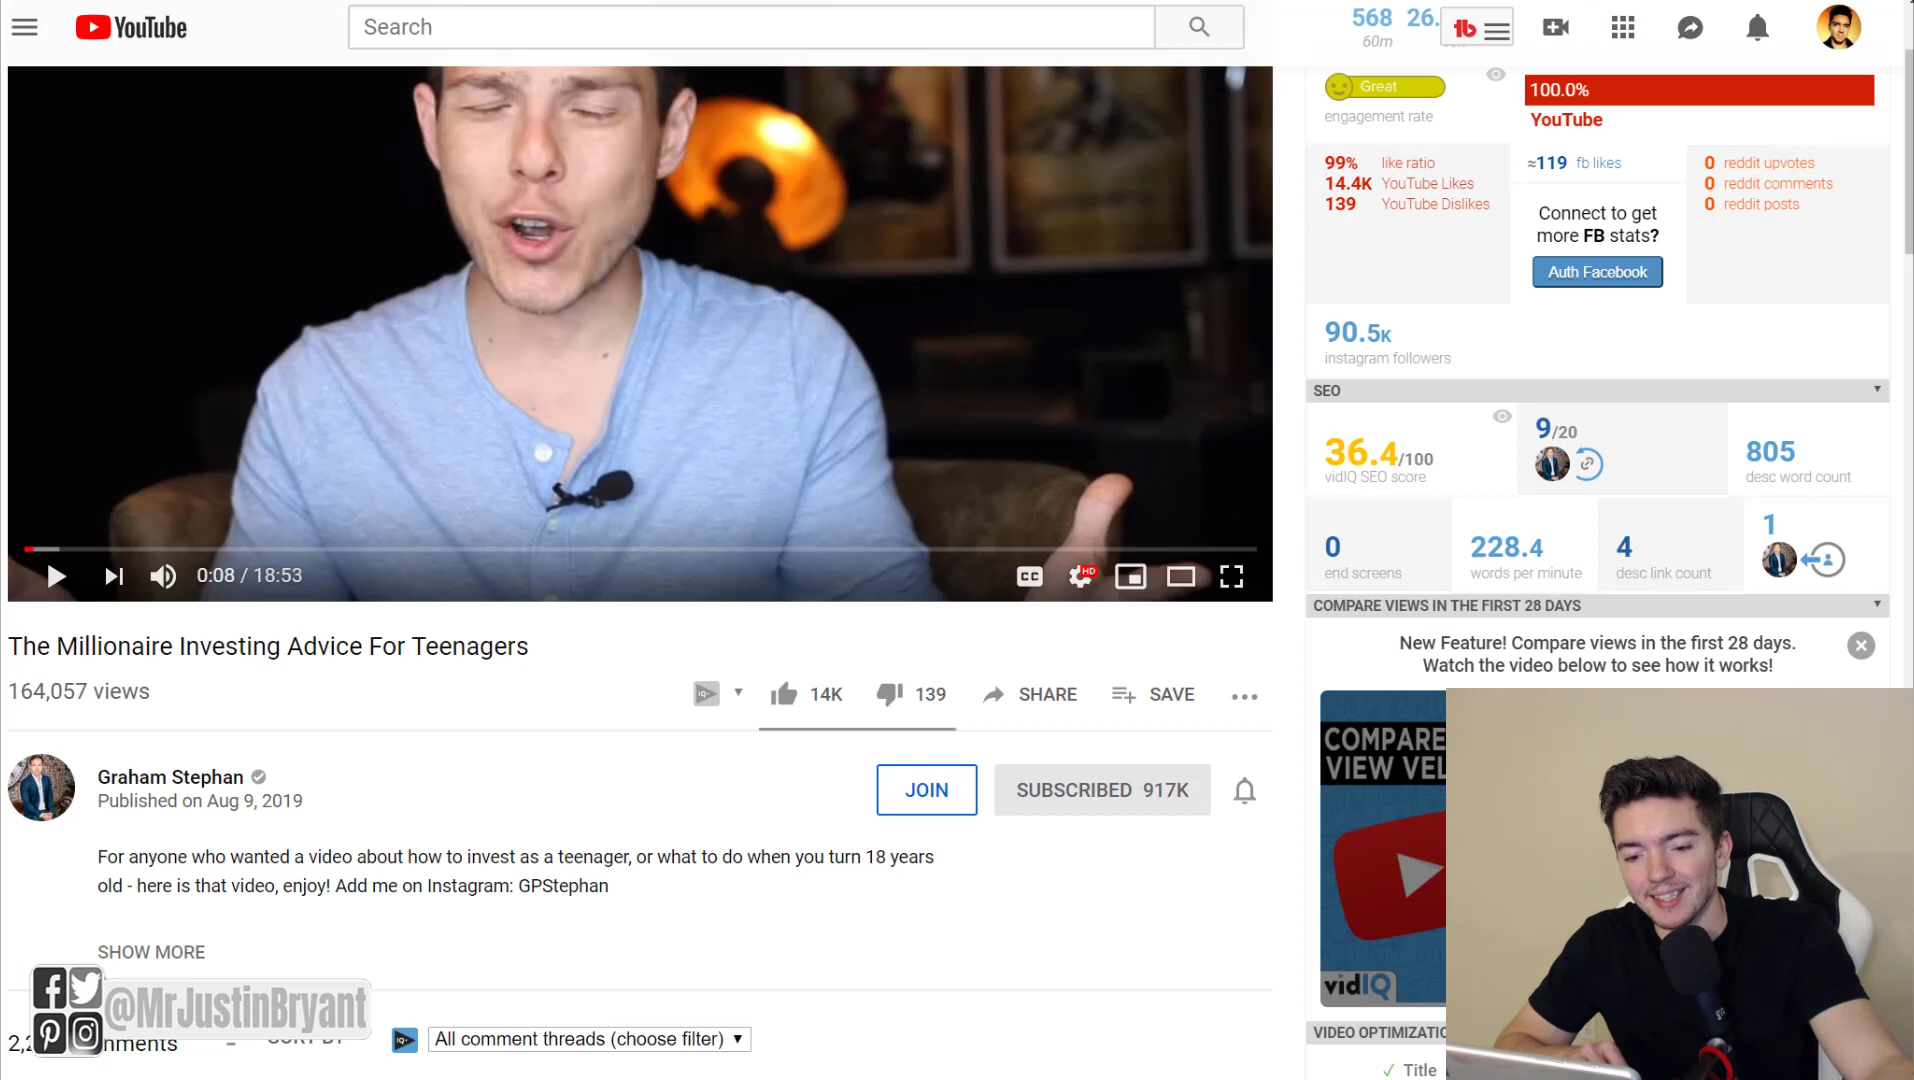 YouTube
Search
568 26.
60m
Great
engagement rate
100.0%
YouTube
99% like ratio
14.4K YouTube Likes
139 YouTube Dislikes
≈119 fb likes
Connect to get
more FB stats?
Auth Facebook
0 reddit upvotes
0 reddit comments
0 reddit posts
90.5K
instagram followers
SEO
36.4/100
vidIQ SEO score
9/20
805
desc word count
0
end screens
228.4
words per minute
4
desc link count
1
COMPARE VIEWS IN THE FIRST 28 DAYS
New Feature! Compare views in the first 28 days.
Watch the video below to see how it works!
COMPARE
VIEW VEL
vidIQ
VIDEO OPTIMIZATIO
✓ Title
0:08 / 18:53
CC
HD
The Millionaire Investing Advice For Teenagers
164,057 views
IQ
14K
139
SHARE
SAVE
Graham Stephan
Published on Aug 9, 2019
JOIN
SUBSCRIBED 917K
For anyone who wanted a video about how to invest as a teenager, or what to do when you turn 18 years
old - here is that video, enjoy! Add me on Instagram: GPStephan
SHOW MORE
@MrJustinBryant
All comment threads (choose filter)